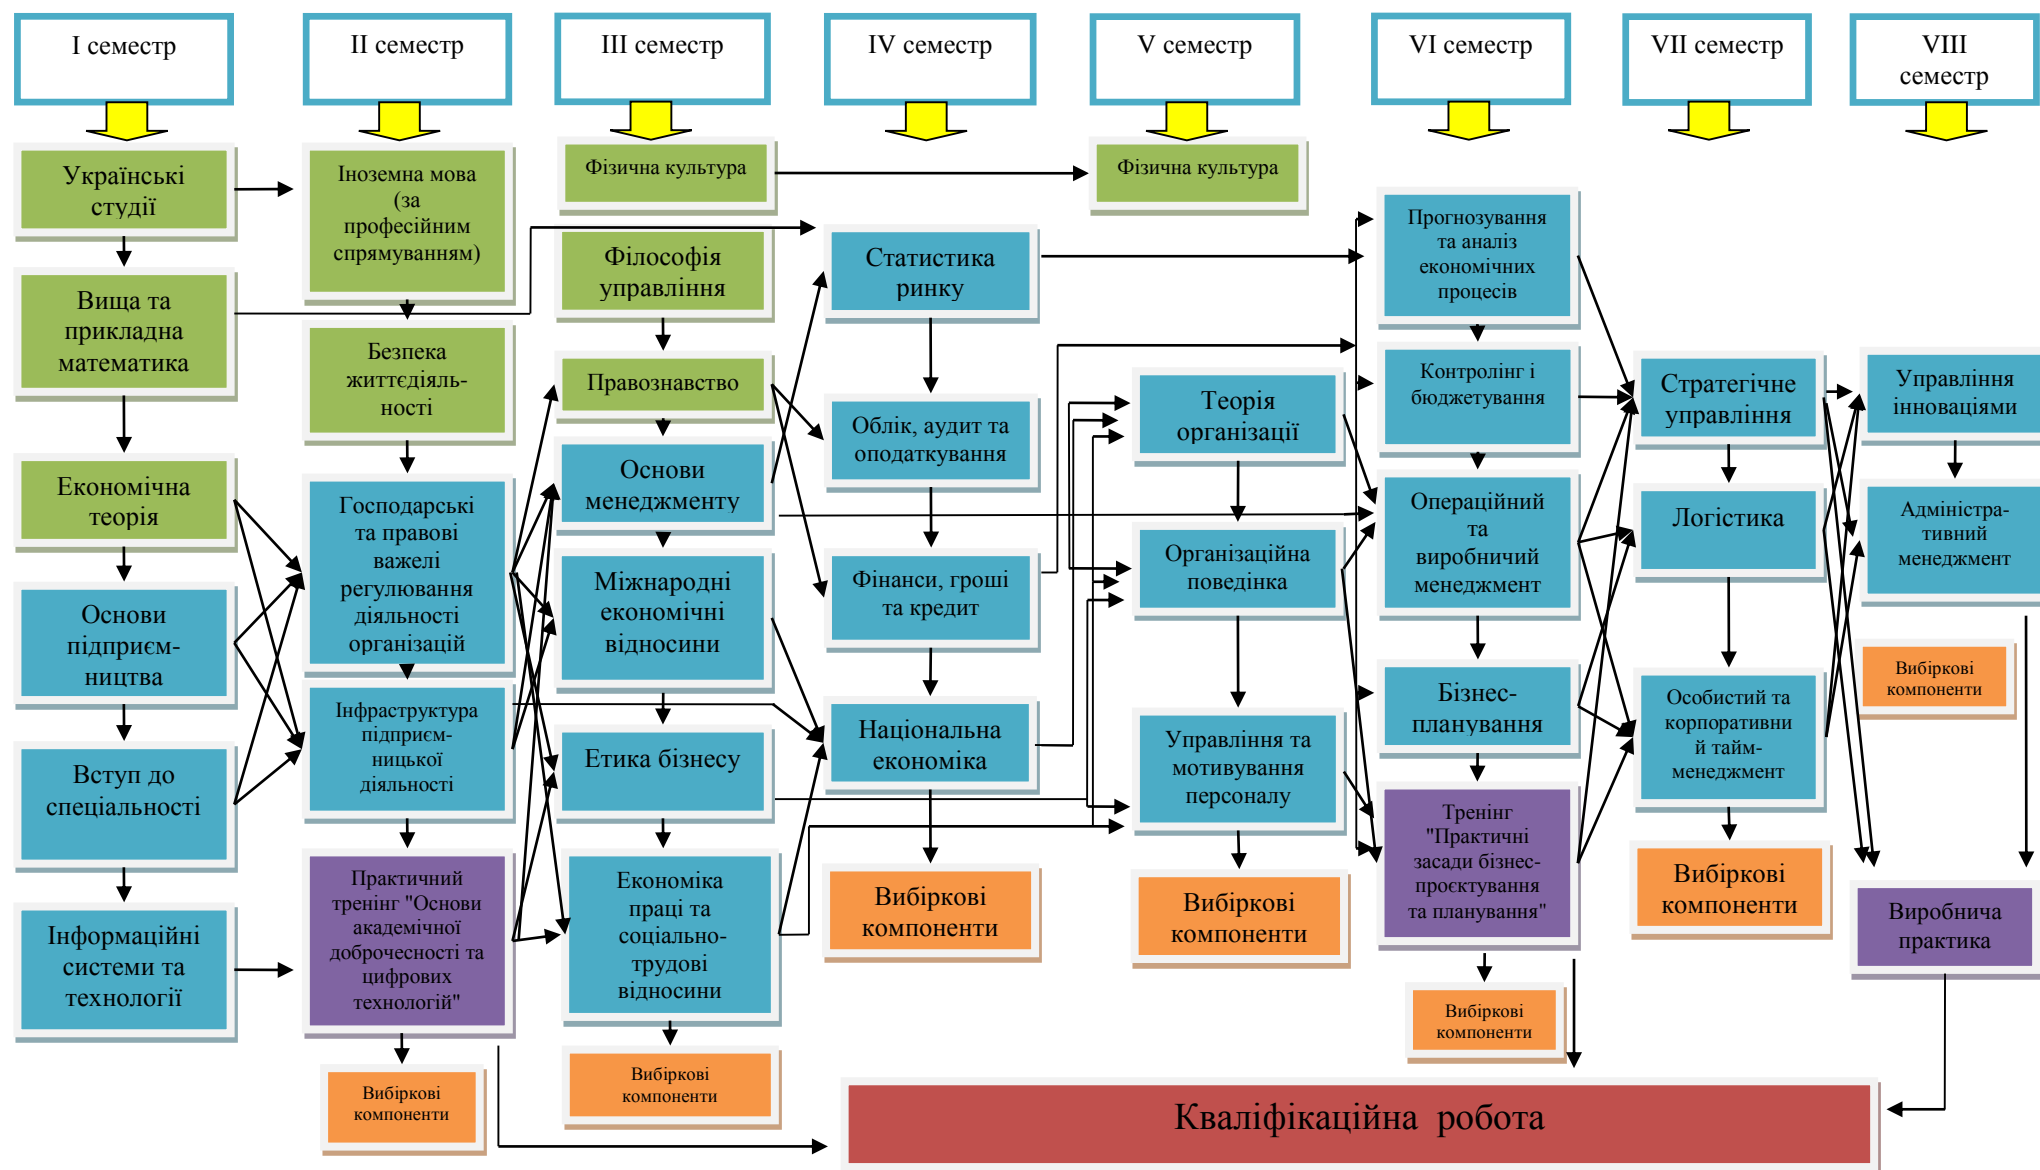 I семестр
II семестр
III семестр
IV семестр
V семестр
VI семестр
VII семестр
VIII
семестр
Українські
студії
Вища та
прикладна
математика
Економічна
теорія
Основи
підприєм-
ництва
Вступ до
спеціальності
Інформаційні
системи та
технології
Іноземна мова
(за
професійним
спрямуванням)
Безпека
життєдіяль-
ності
Господарські
та правові
важелі
регулювання
діяльності
організацій
Інфраструктура
підприєм-
ницької
діяльності
Практичний
тренінг "Основи
академічної
доброчесності та
цифрових
технологій"
Вибіркові
компоненти
Фізична культура
Філософія
управління
Правознавство
Основи
менеджменту
Міжнародні
економічні
відносини
Етика бізнесу
Економіка
праці та
соціально-
трудові
відносини
Вибіркові
компоненти
Статистика
ринку
Облік, аудит та
оподаткування
Фінанси, гроші
та кредит
Національна
економіка
Вибіркові
компоненти
Фізична культура
Теорія
організації
Організаційна
поведінка
Управління та
мотивування
персоналу
Вибіркові
компоненти
Прогнозування
та аналіз
економічних
процесів
Контролінг і
бюджетування
Операційний
та
виробничий
менеджмент
Бізнес-
планування
Тренінг
"Практичні
засади бізнес-
проєктування
та планування"
Вибіркові
компоненти
Стратегічне
управління
Логістика
Особистий та
корпоративни
й тайм-
менеджмент
Вибіркові
компоненти
Управління
інноваціями
Адміністра-
тивний
менеджмент
Вибіркові
компоненти
Виробнича
практика
Кваліфікаційна робота